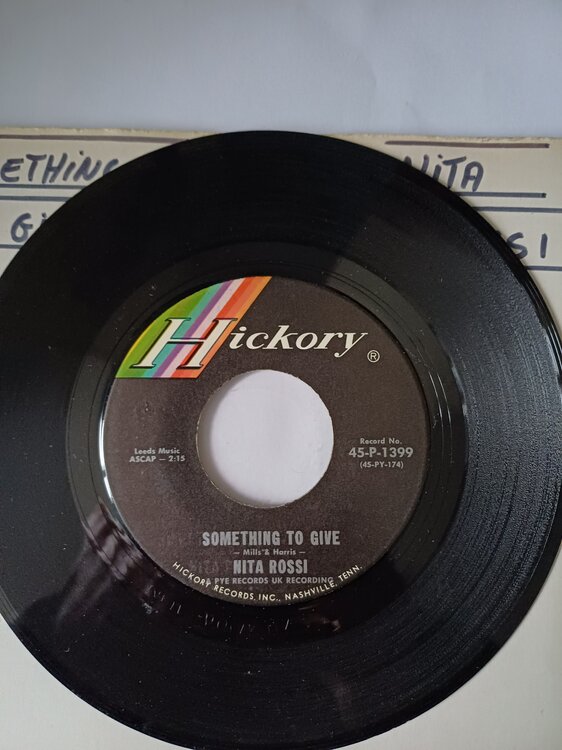 ETHING
NITA
Hickory ®
Leeds Music
ASCAP – 2:15
Record No.
45-P-1399
(45-PY-174)
SOMETHING TO GIVE
– Mills & Harris –
NITA ROSSI
A PYE RECORDS UK RECORDING
HICKORY RECORDS, INC., NASHVILLE, TENN.